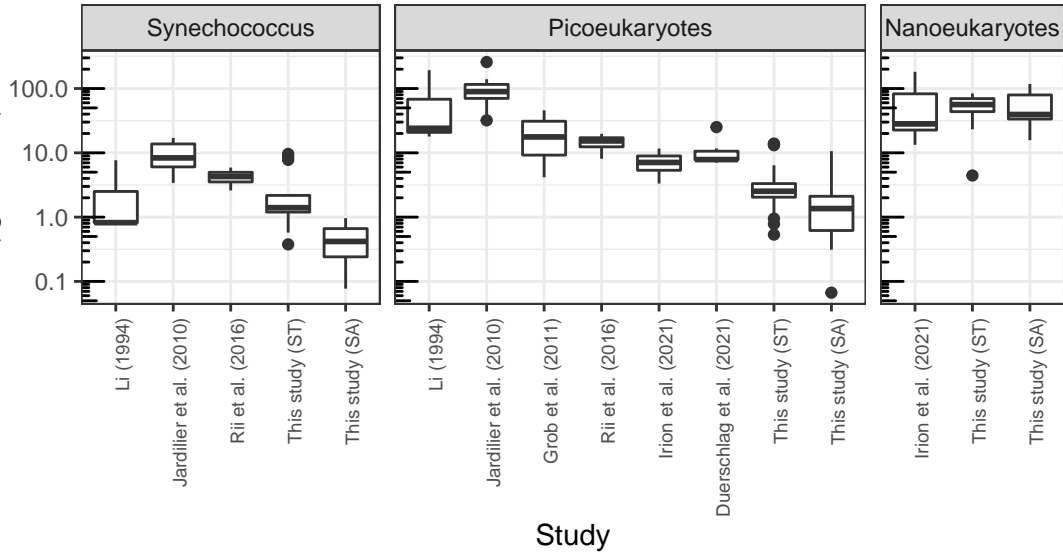 Synechococcus
Picoeukaryotes
Nanoeukaryotes
100.0
10.0
1.0
0.1
Li (1994)
Jardilier et al. (2010)
Rii et al. (2016)
This study (ST)
This study (SA)
Li (1994)
Jardilier et al. (2010)
Grob et al. (2011)
Rii et al. (2016)
Irion et al. (2021)
Duerschlag et al. (2021)
This study (ST)
This study (SA)
Irion et al. (2021)
This study (ST)
This study (SA)
Study